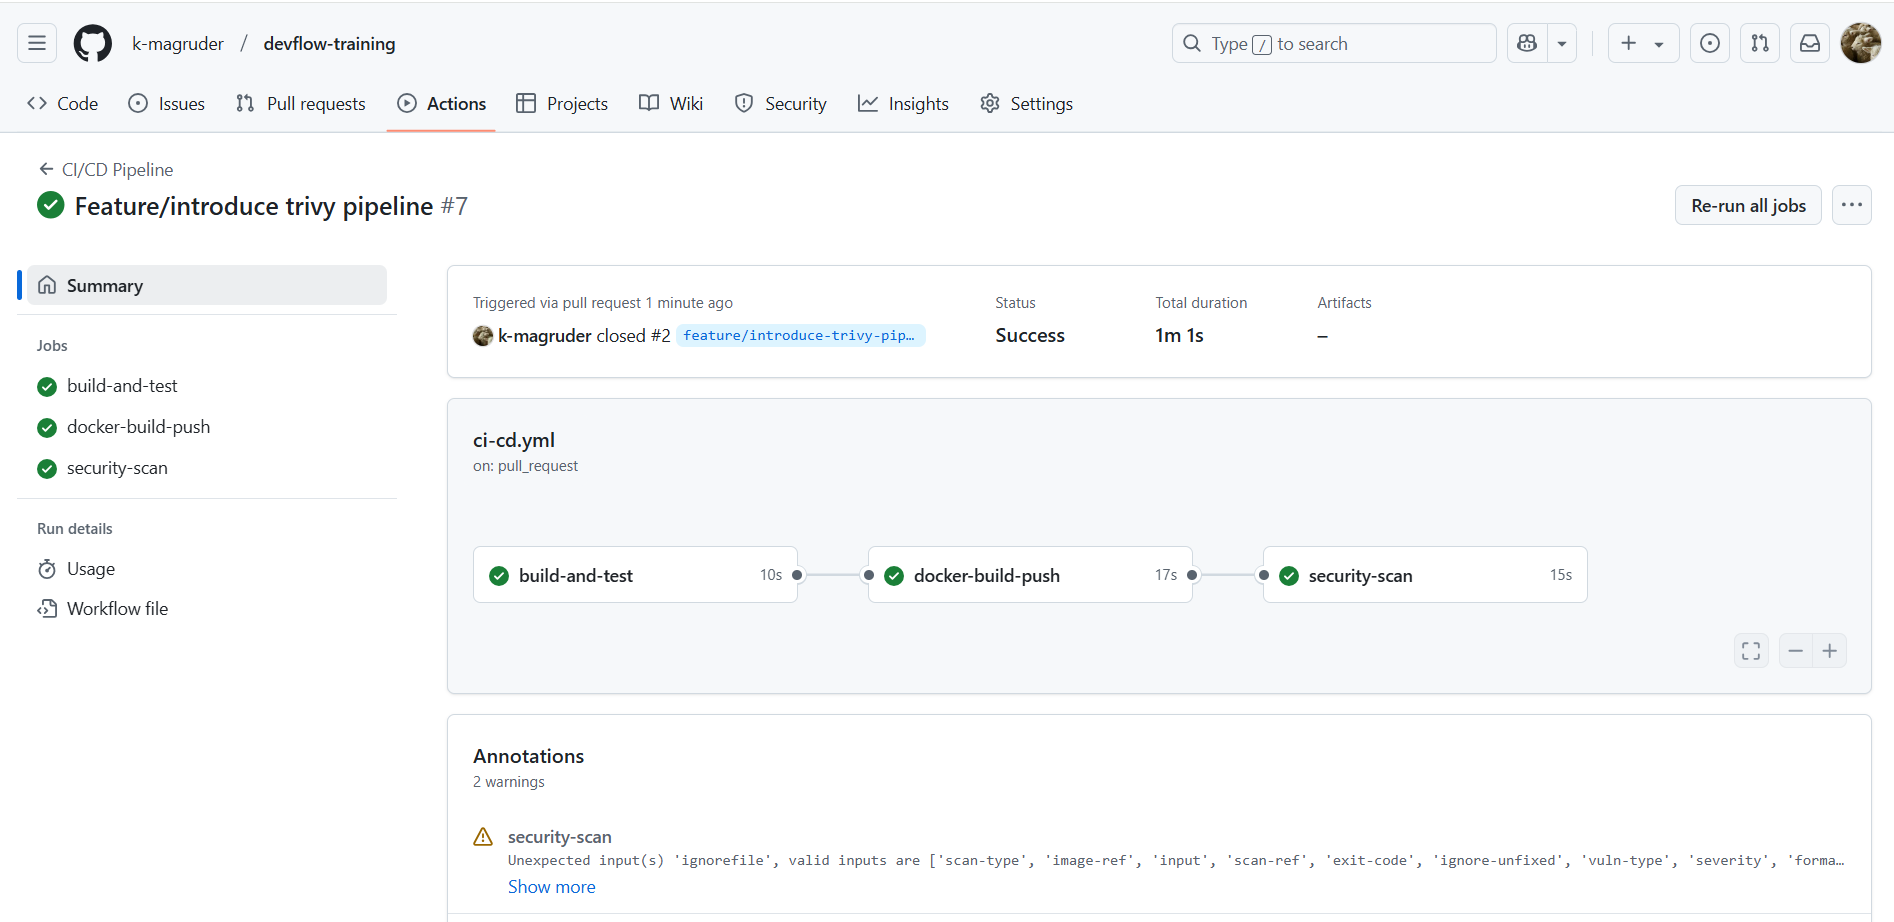 k-magruder / devflow-training
Type / to search
Code
Issues
Pull requests
Actions
Projects
Wiki
Security
Insights
Settings
CI/CD Pipeline
Feature/introduce trivy pipeline #7
Re-run all jobs
Summary
Jobs
build-and-test
docker-build-push
security-scan
Run details
Usage
Workflow file
Triggered via pull request 1 minute ago
k-magruder closed #2 feature/introduce-trivy-pip…
Status
Success
Total duration
1m 1s
Artifacts
–
ci-cd.yml
on: pull_request
build-and-test 10s
docker-build-push 17s
security-scan 15s
Annotations
2 warnings
security-scan
Unexpected input(s) 'ignorefile', valid inputs are ['scan-type', 'image-ref', 'input', 'scan-ref', 'exit-code', 'ignore-unfixed', 'vuln-type', 'severity', 'forma…
Show more